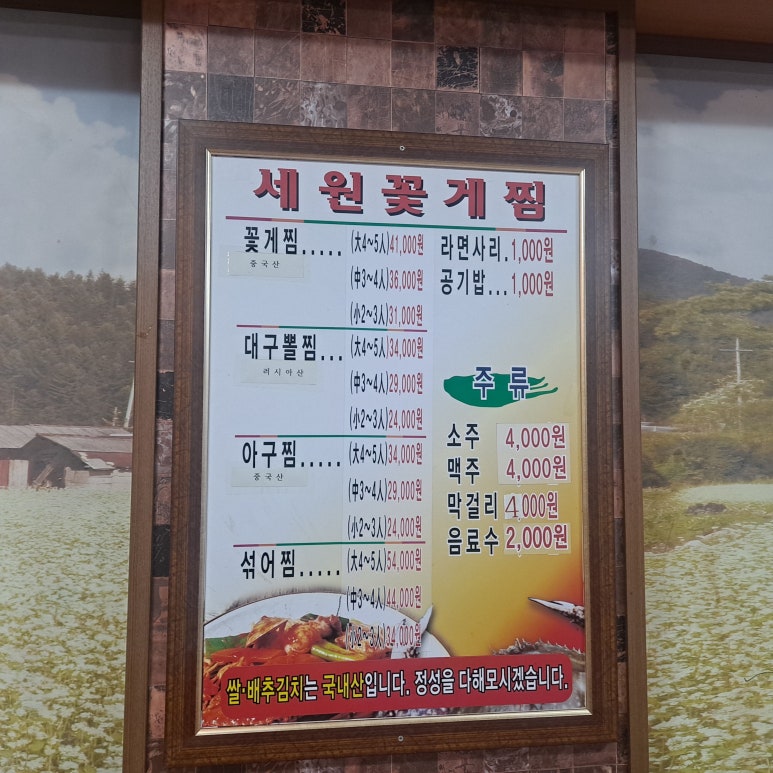 세원꽃게찜
꽃게찜.....(大4~5人)41,000원
중국산
(中3~4人)36,000원
(小2~3人)31,000원
대구뽈찜...(大4~5人)34,000원
러시아산
(中3~4人)29,000원
(小2~3人)24,000원
아구찜.....(大4~5人)34,000원
중국산
(中3~4人)29,000원
(小2~3人)24,000원
섞어찜.....(大4~5人)54,000원
(中3~4人)44,000원
(小2~3人)34,000원
라면사리.1,000원
공기밥...1,000원
주류
소주 4,000원
맥주 4,000원
막걸리 4000원
음료수 2,000원
쌀·배추김치는 국내산입니다. 정성을 다해모시겠습니다.